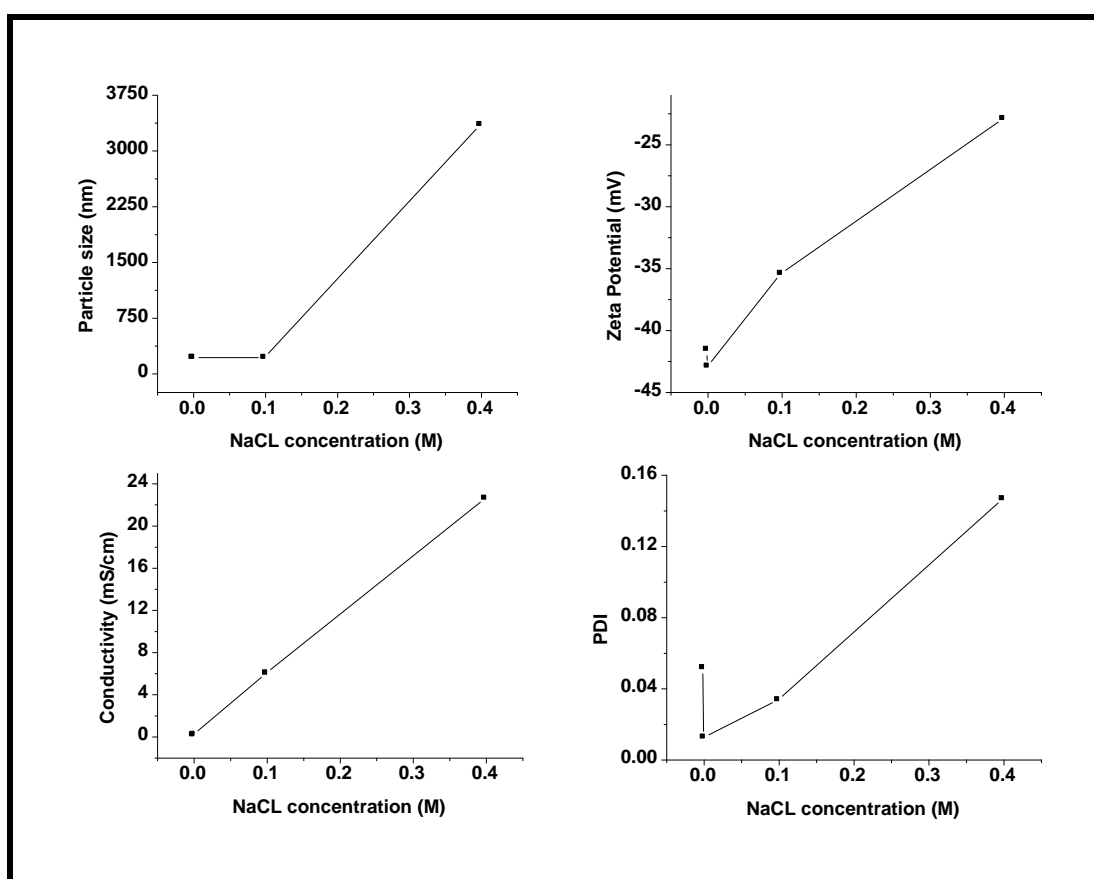 3750
3000
2250
1500
750
0
Particle size (nm)
0.0 0.1 0.2 0.3 0.4
NaCL concentration (M)
-25
-30
-35
-40
-45
Zeta Potential (mV)
0.0 0.1 0.2 0.3 0.4
NaCL concentration (M)
24
20
16
12
8
4
0
Conductivity (mS/cm)
0.0 0.1 0.2 0.3 0.4
NaCL concentration (M)
0.16
0.12
0.08
0.04
0.00
PDI
0.0 0.1 0.2 0.3 0.4
NaCL concentration (M)